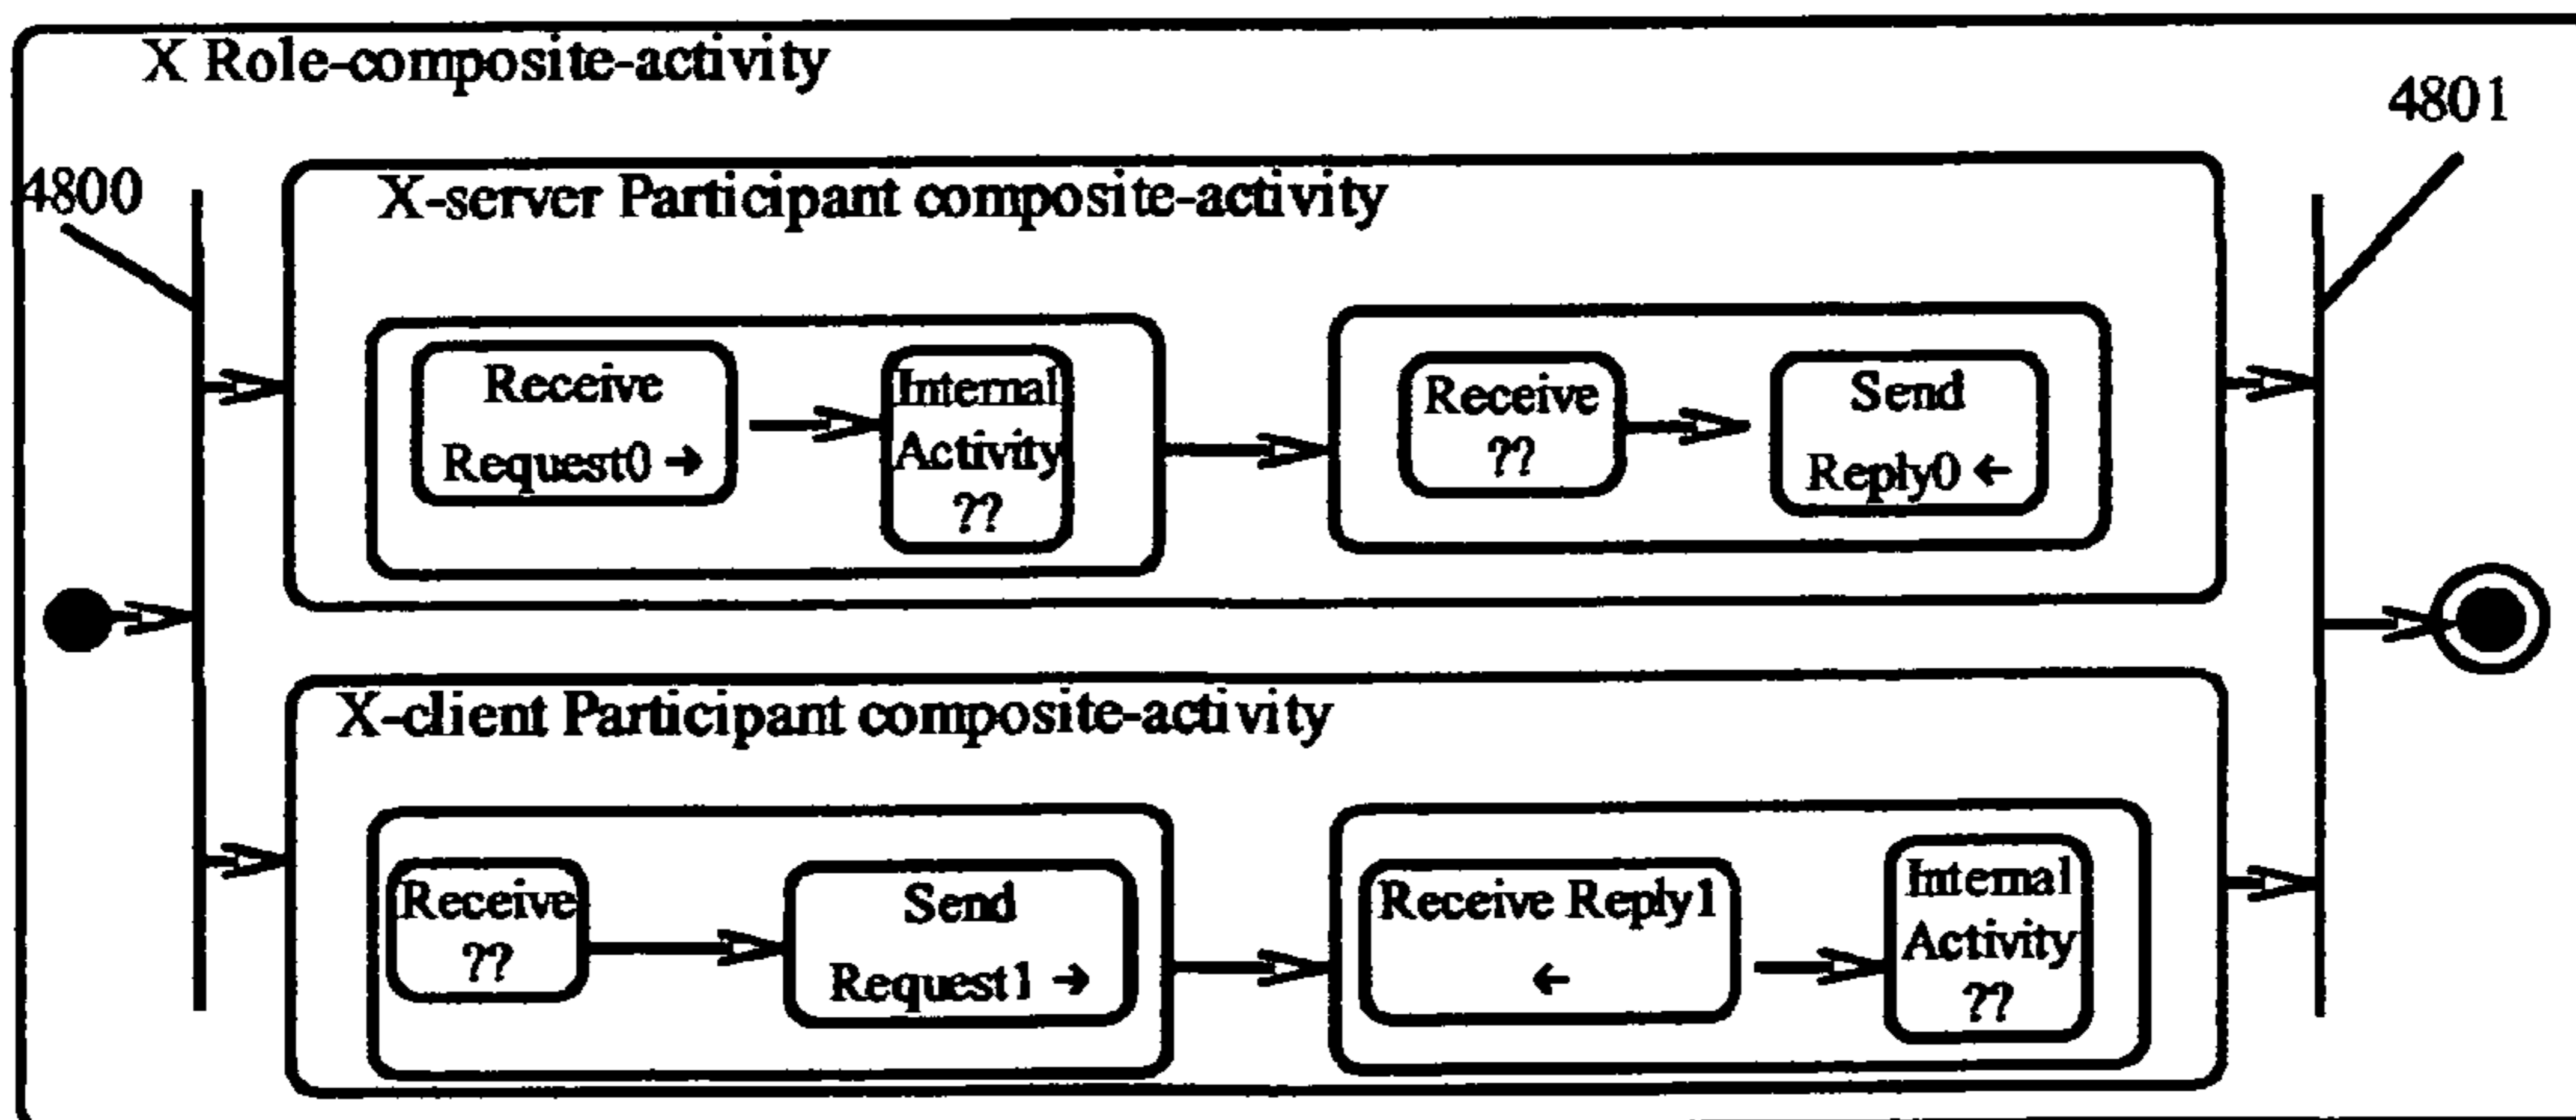 X Role-composite-activity
4801
4800
X-server Participant composite-activity
Receive
Request0 →
Internal
Activity
??
Receive
??
Send
Reply0 ←
X-client Participant composite-activity
Receive
??
Send
Request1 →
Receive Reply1
←
Internal
Activity
??